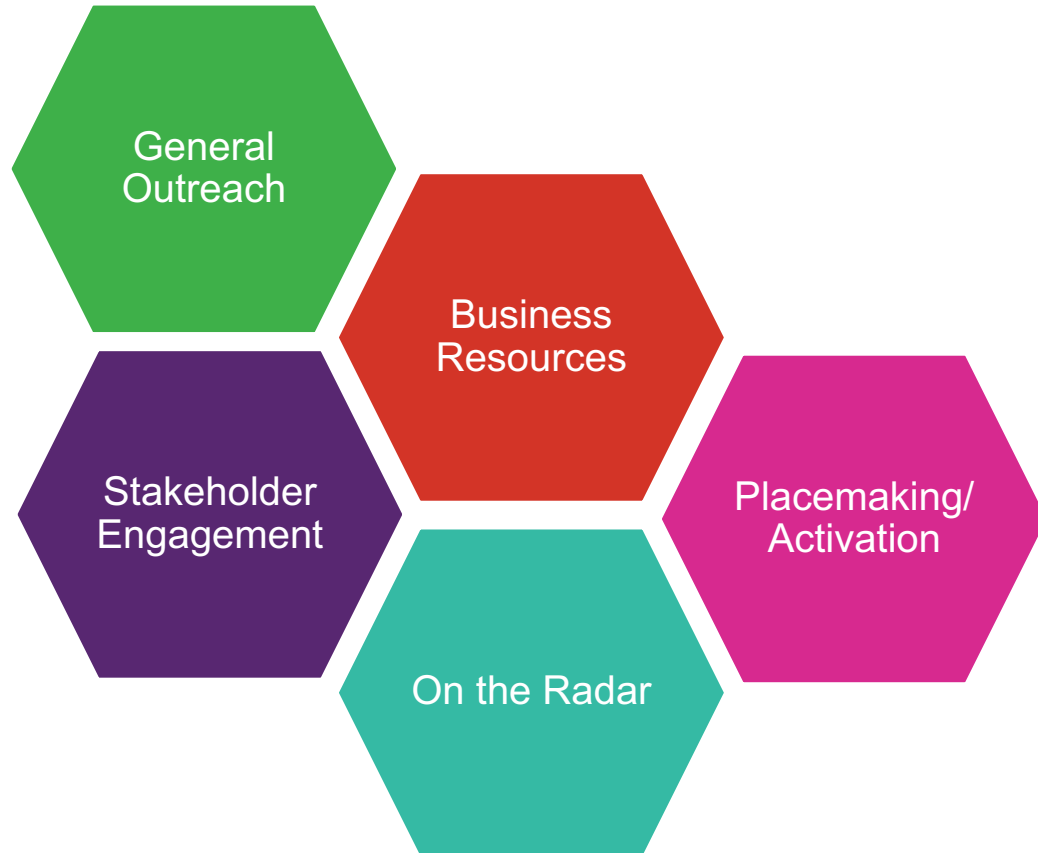 General
Outreach
Business
Resources
Stakeholder
Engagement
Placemaking/
Activation
On the Radar